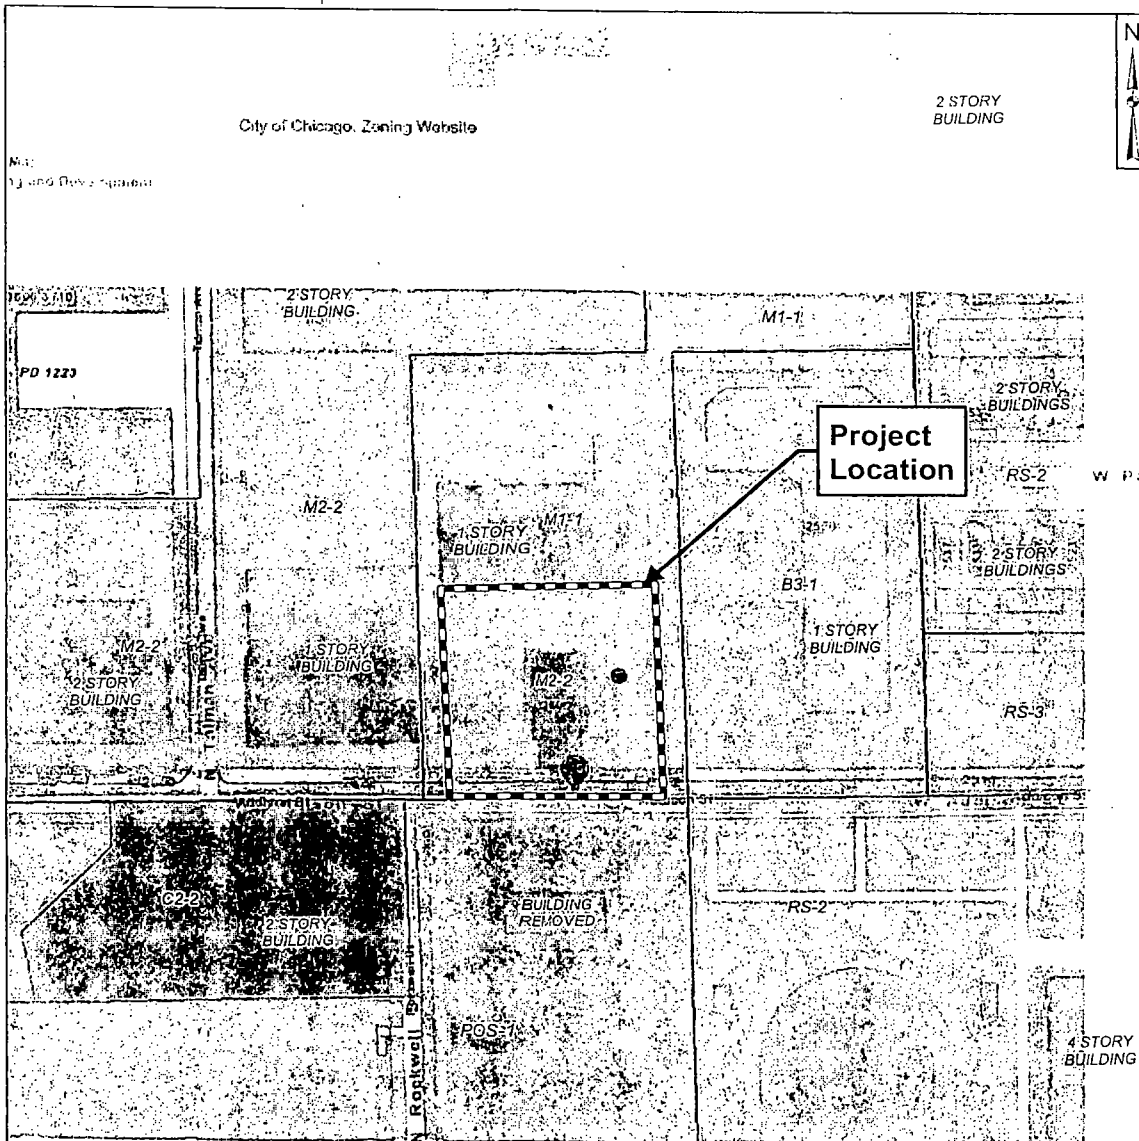 N
2 STORY
BUILDING
City of Chicago, Zoning Website
2 STORY
BUILDING
M1-1
PD 1223
2 STORY
BUILDINGS
Project
Location
RS-2
W P
M2-2
M1-1
1 STORY
BUILDING
2 STORY
BUILDINGS
B3-1
1 STORY
BUILDING
M2-2
2 STORY
BUILDING
1 STORY
BUILDING
M2-2
RS-3
N Talman Ave
C2-2
2 STORY
BUILDING
BUILDING
REMOVED
RS-2
POS-1
N Rockwell
4 STORY
BUILDING